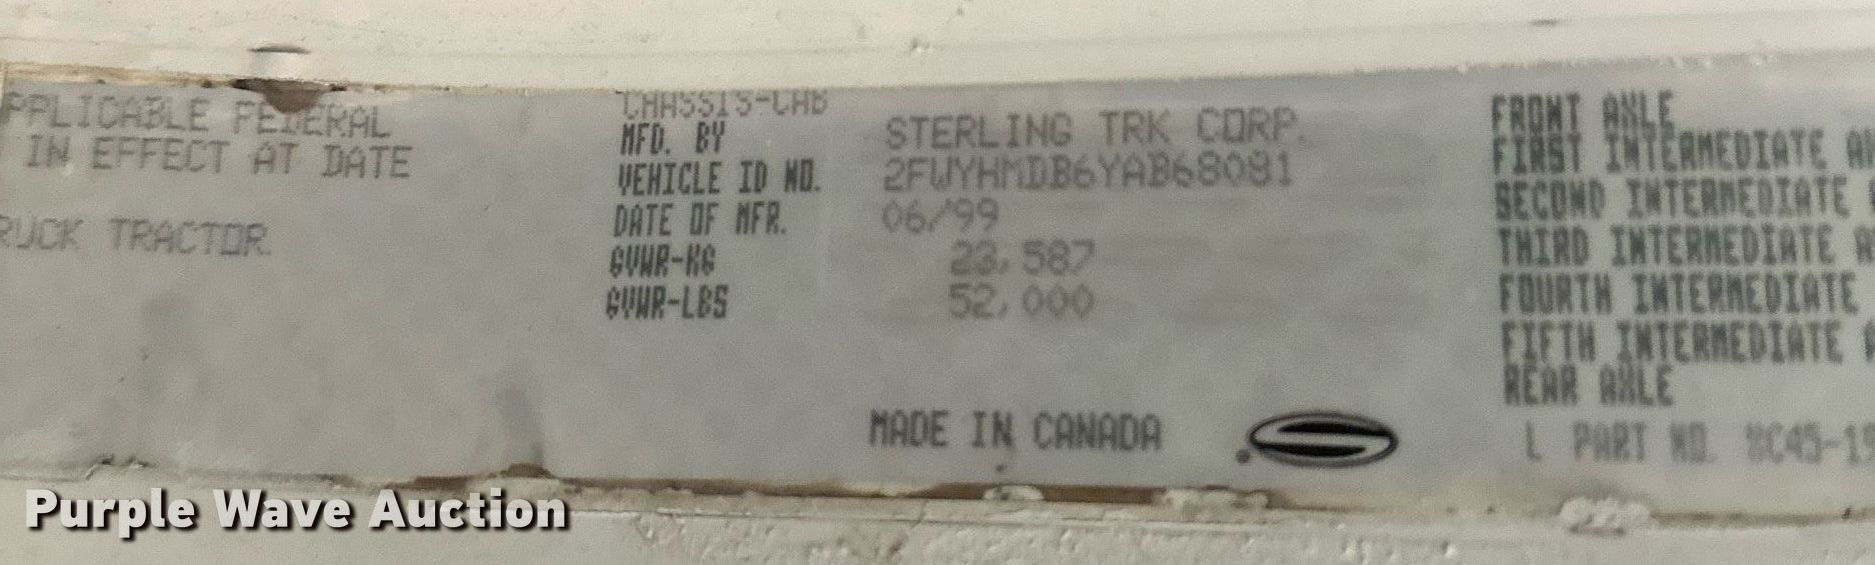 PPLICABLE FEDERAL
IN EFFECT AT DATE
RUCK TRACTOR.
CHASSIS-CAB
MFD. BY STERLING TRK CORP.
VEHICLE ID NO. 2FWYHMDB6YAB68081
DATE OF MFR. 06/99
GVWR-KG 23,587
GVWR-LBS 52,000
MADE IN CANADA
FRONT AXLE
FIRST INTERMEDIATE A
SECOND INTERMEDIATE
THIRD INTERMEDIATE A
FOURTH INTERMEDIATE
FIFTH INTERMEDIATE A
REAR AXLE
L PART NO.
Purple Wave Auction